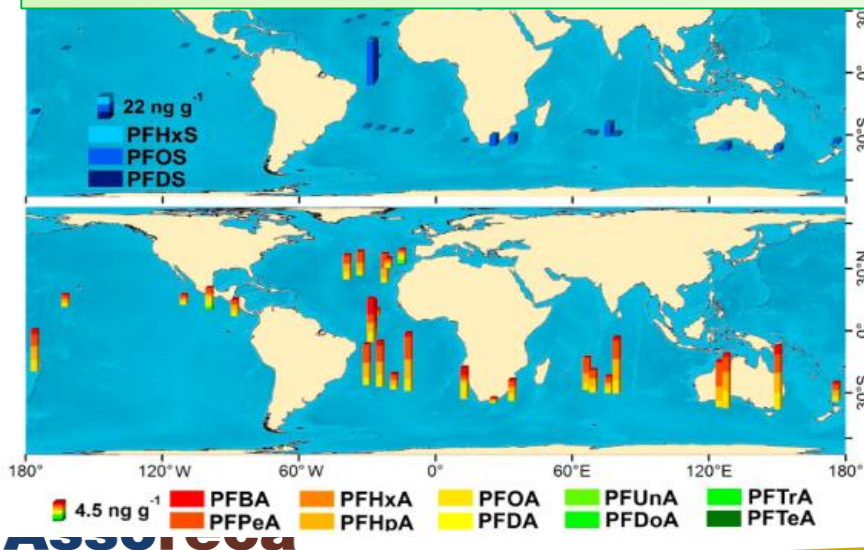 30°
0°
22 ng g-1
PFHxS
PFOS
PFDS
30°S
30°N
0°
30°S
180° 120°W 60°W 0° 60°E 120°E 180°
4.5 ng g-1
PFBA PFHxA PFOA PFUnA PFTrA
PFPeA PFHpA PFDA PFDoA PFTeA
Assoreca